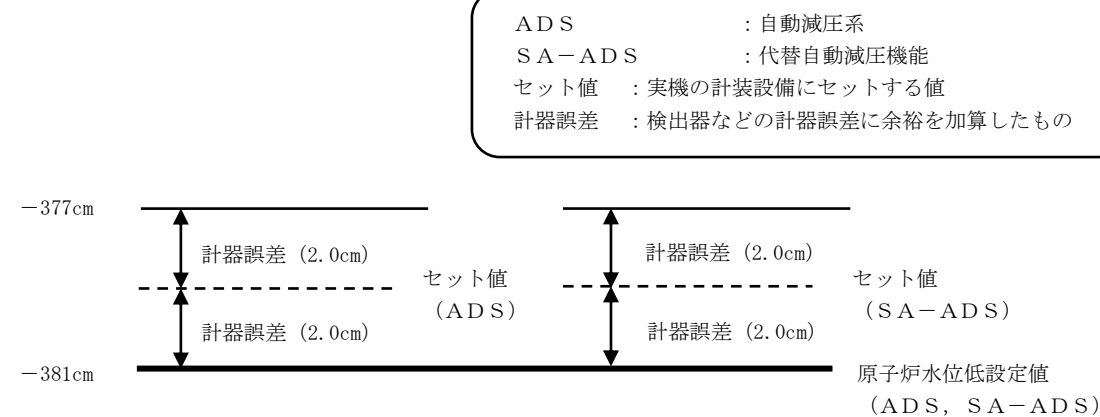 ADS :自動減圧系
SA-ADS :代替自動減圧機能
セット値 :実機の計装設備にセットする値
計器誤差 :検出器などの計器誤差に余裕を加算したもの
-377cm
計器誤差(2.0cm)
計器誤差(2.0cm)
セット値
(ADS)
セット値
(SA-ADS)
計器誤差(2.0cm)
計器誤差(2.0cm)
-381cm
原子炉水位低設定値
(ADS,SA-ADS)